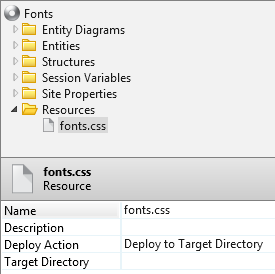 Fonts
Entity Diagrams
Entities
Structures
Session Variables
Site Properties
Resources
fonts.css
fonts.css
Resource
Name fonts.css
Description
Deploy Action Deploy to Target Directory
Target Directory